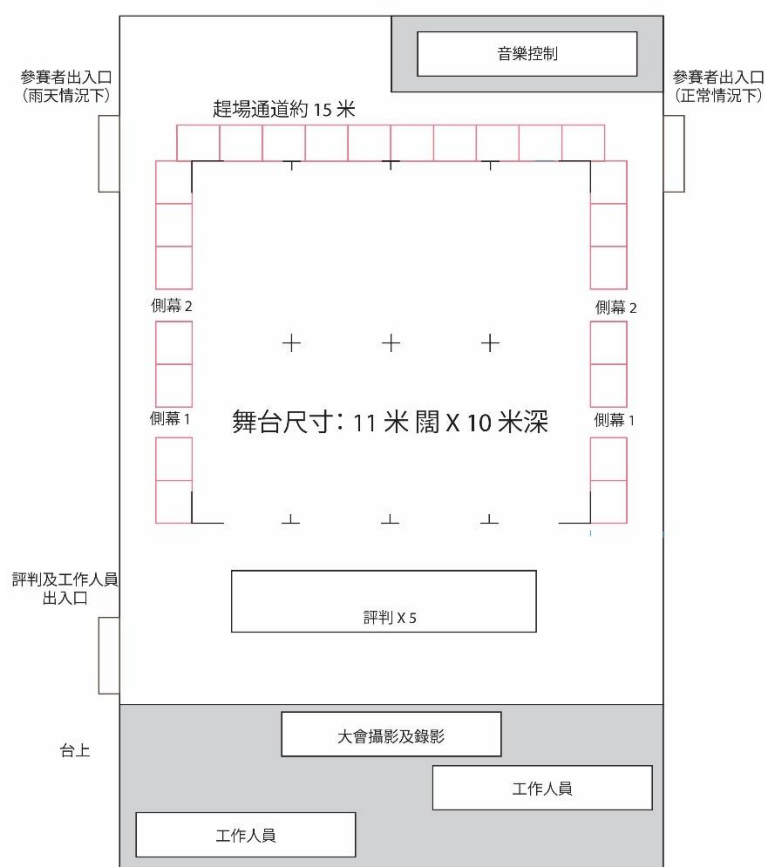 音樂控制
參賽者出入口
(雨天情況下)
參賽者出入口
(正常情況下)
趕場通道約 15 米
側幕 2
側幕 2
側幕 1
側幕 1
舞台尺寸：11 米 闊 X 10 米深
評判及工作人員
出入口
評判 X 5
台上
大會攝影及錄影
工作人員
工作人員